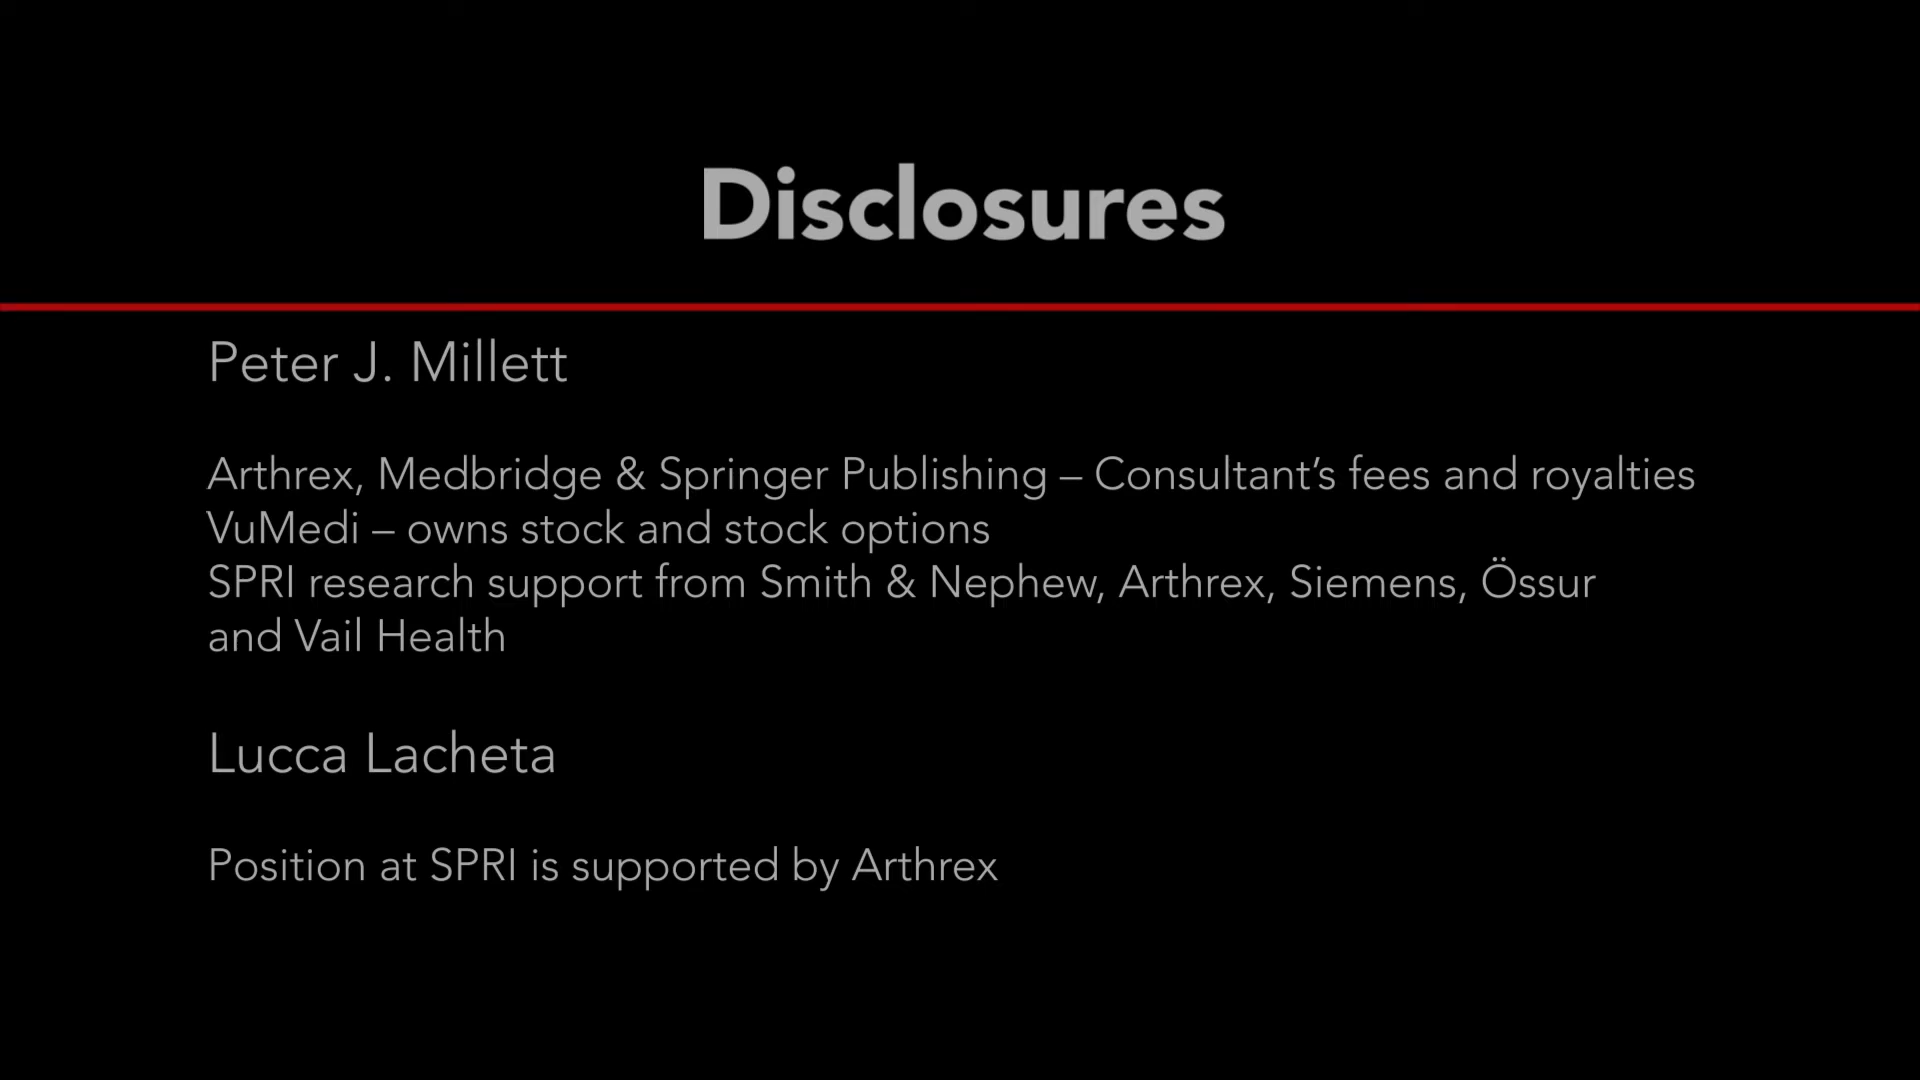 Disclosures
Peter J. Millett
Arthrex, Medbridge & Springer Publishing – Consultant’s fees and royalties
VuMedi – owns stock and stock options
SPRI research support from Smith & Nephew, Arthrex, Siemens, Össur
and Vail Health
Lucca Lacheta
Position at SPRI is supported by Arthrex